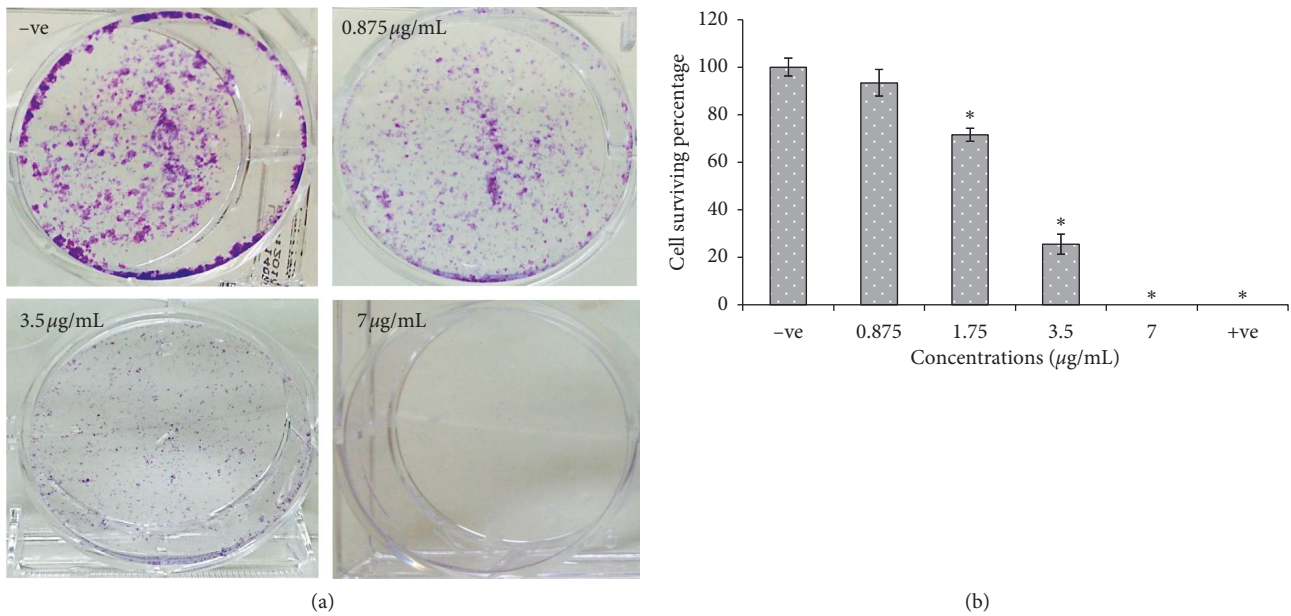 –ve
0.875 µg/mL
3.5 µg/mL
7 µg/mL
(a)
120
100
80
60
40
20
0
Cell surviving percentage
*
*
*
*
–ve
0.875
1.75
3.5
7
+ve
Concentrations (µg/mL)
(b)